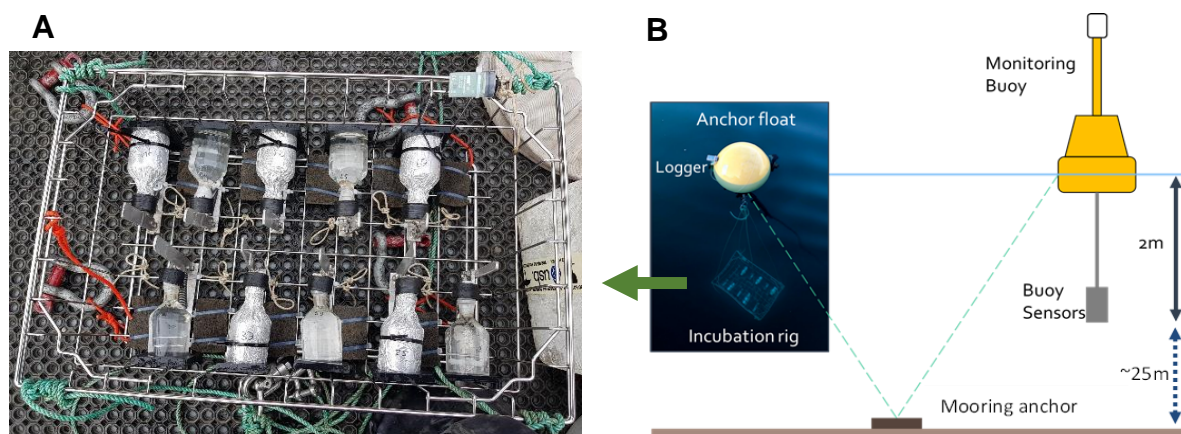 A
B
Monitoring
Buoy
Anchor float
Logger
2m
Buoy
Sensors
Incubation rig
~25m
Mooring anchor